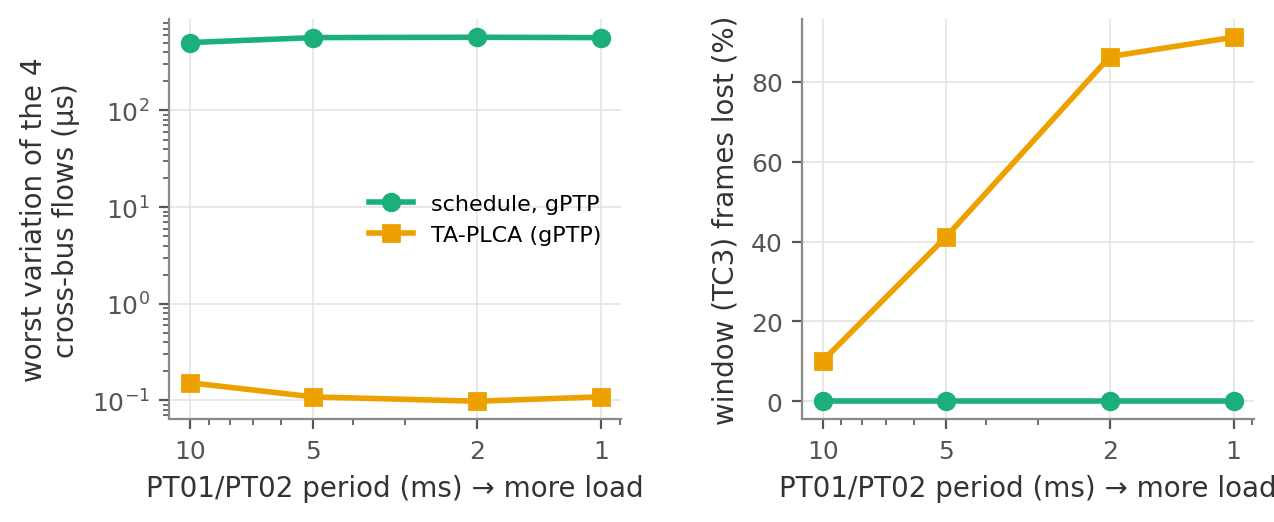 worst variation of the 4
cross-bus flows (µs)
10²
10¹
10⁰
10⁻¹
schedule, gPTP
TA-PLCA (gPTP)
10 5 2 1
PT01/PT02 period (ms) → more load
window (TC3) frames lost (%)
80
60
40
20
0
10 5 2 1
PT01/PT02 period (ms) → more load